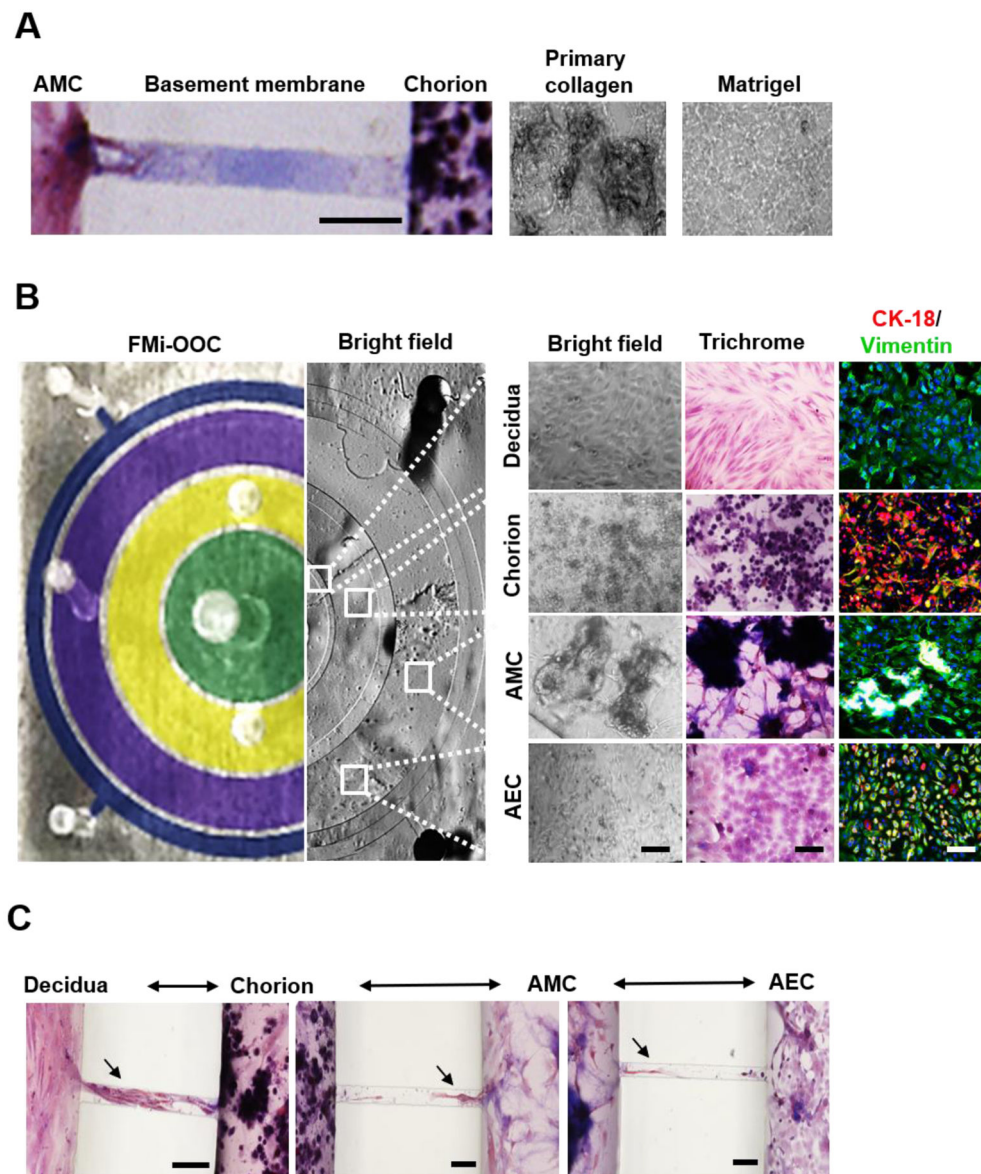 A
AMC Basement membrane Chorion
Primary
collagen
Matrigel
B
FMi-OOC
Bright field
Bright field
Trichrome
CK-18/
Vimentin
Decidua
Chorion
AMC
AEC
C
Decidua Chorion AMC AEC